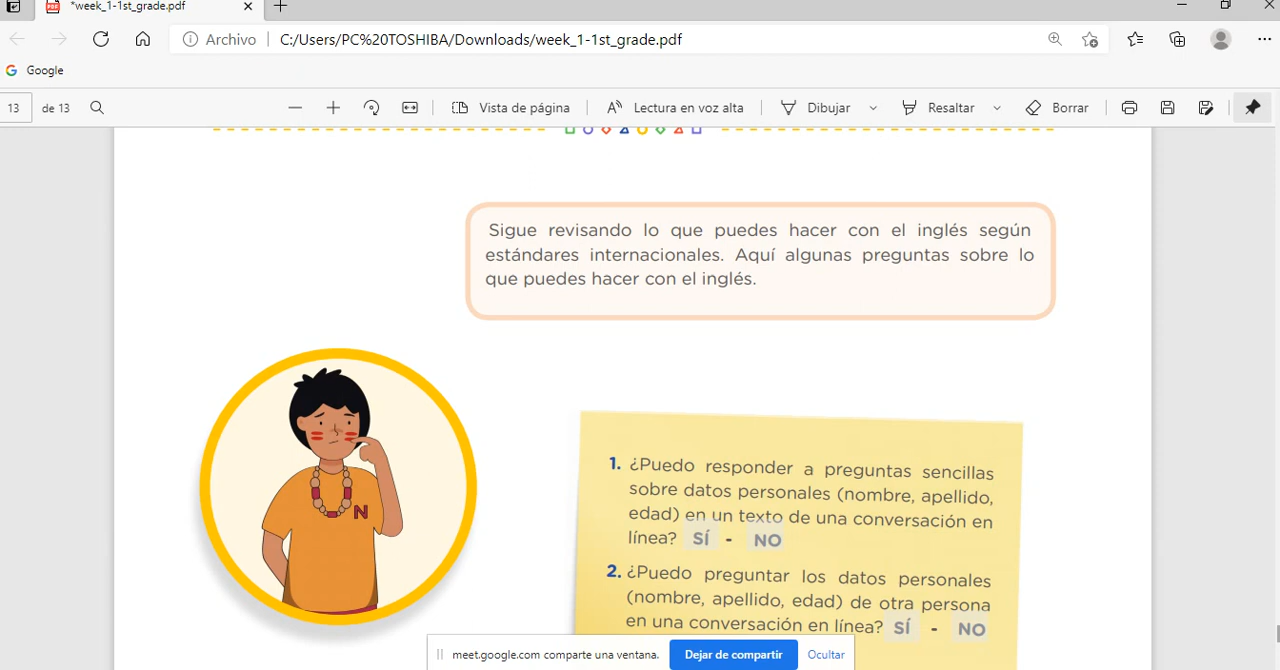 *week_1-1st_grade.pdf
Archivo C:/Users/PC%20TOSHIBA/Downloads/week_1-1st_grade.pdf
Google
13 de 13 Vista de página Lectura en voz alta Dibujar Resaltar Borrar
Sigue revisando lo que puedes hacer con el inglés según
estándares internacionales. Aquí algunas preguntas sobre lo
que puedes hacer con el inglés.
N
1. ¿Puedo responder a preguntas sencillas
sobre datos personales (nombre, apellido,
edad) en un texto de una conversación en
línea? SÍ - NO
2. ¿Puedo preguntar los datos personales
(nombre, apellido, edad) de otra persona
en una conversación en línea? SÍ - NO
meet.google.com comparte una ventana. Dejar de compartir Ocultar